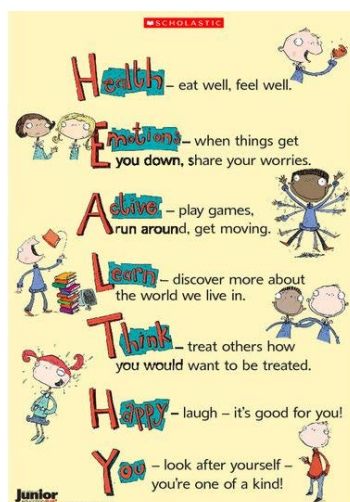 SCHOLASTIC
Health – eat well, feel well.
Emotions – when things get
you down, share your worries.
Active – play games,
run around, get moving.
Learn – discover more about
the world we live in.
Think – treat others how
you would want to be treated.
Happy – laugh – it's good for you!
You – look after yourself –
you're one of a kind!
Junior